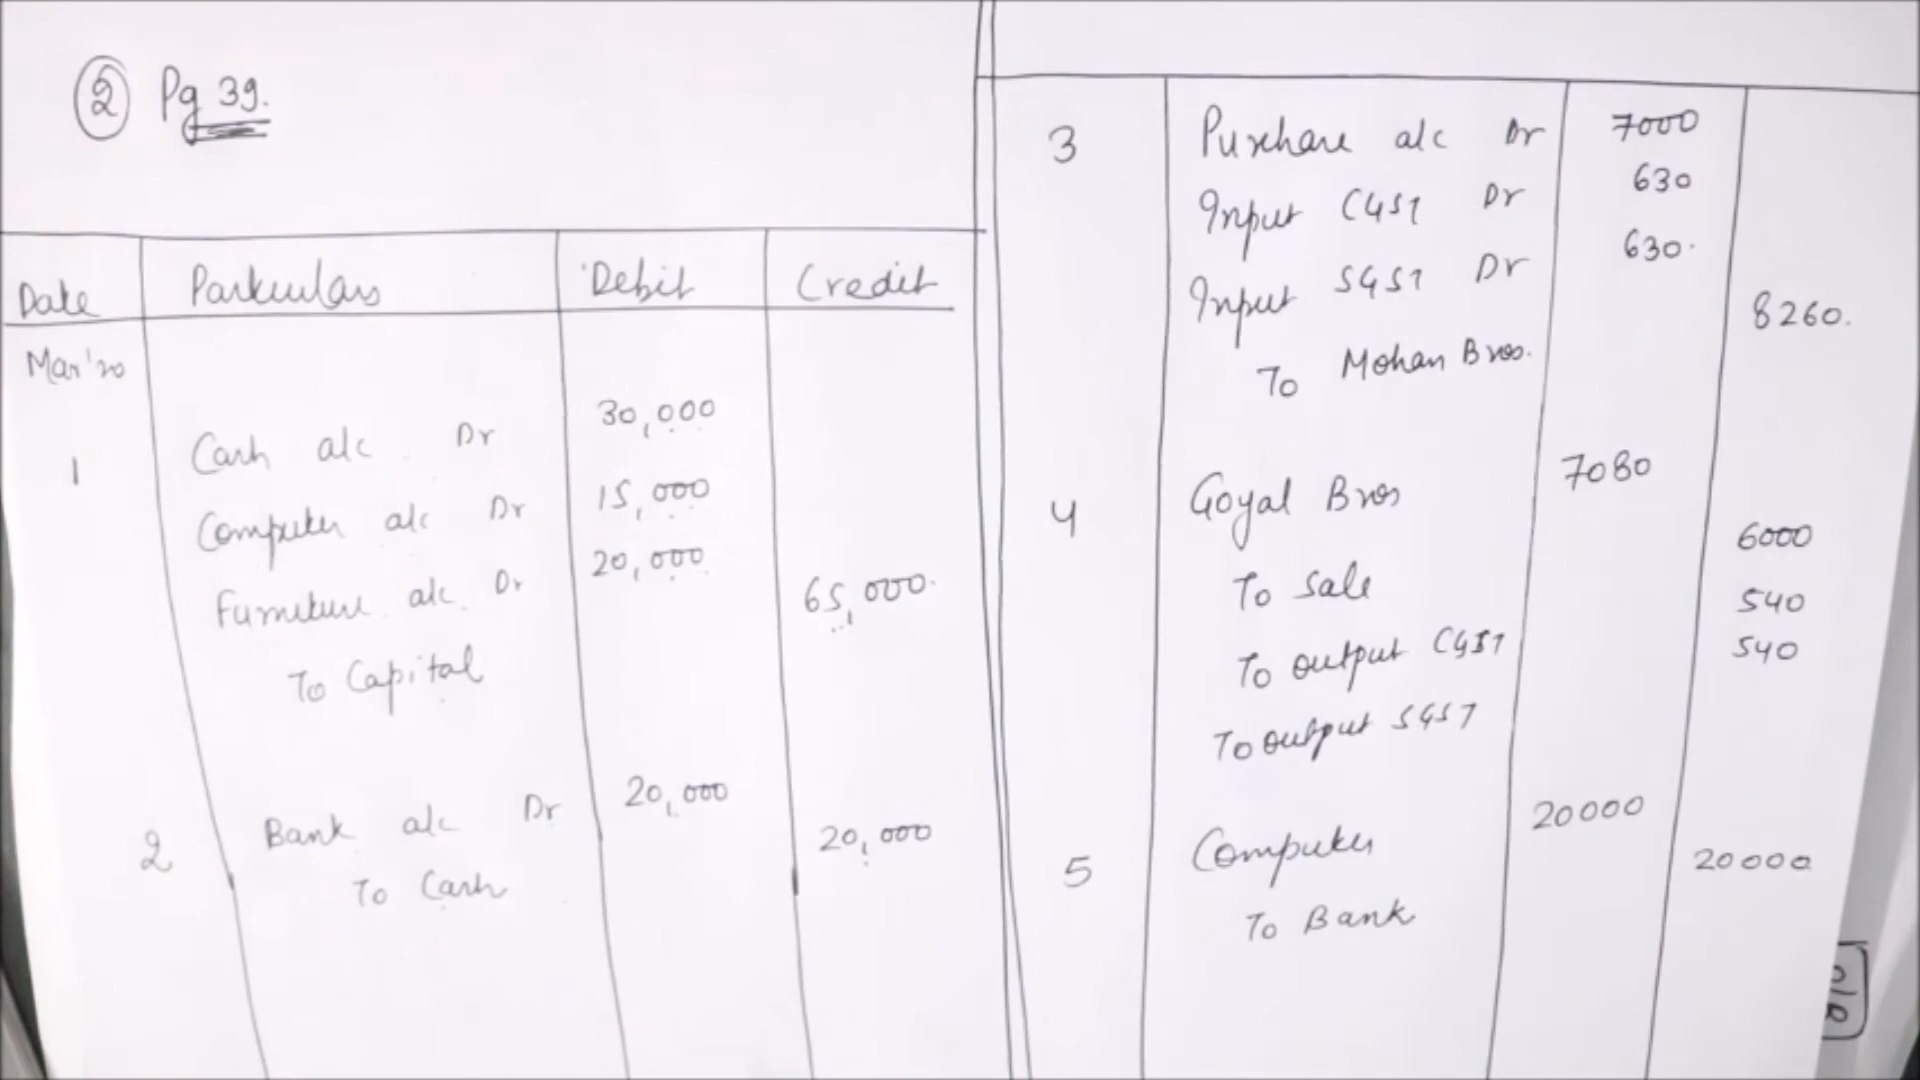 ② Pg 39.
Date Particulars Debit Credit
Mar'20
1 Cash a/c Dr 30,000
Computer a/c Dr 15,000
Furniture a/c Dr 20,000
To Capital 65,000.
2 Bank a/c Dr 20,000
To Cash 20,000
3 Purchase a/c Dr 7000
Input CGST Dr 630
Input SGST Dr 630.
To Mohan Bros. 8260.
4 Goyal Bros 7080
To Sale 6000
To output CGST 540
To output SGST 540
5 Computer 20000
To Bank 20000